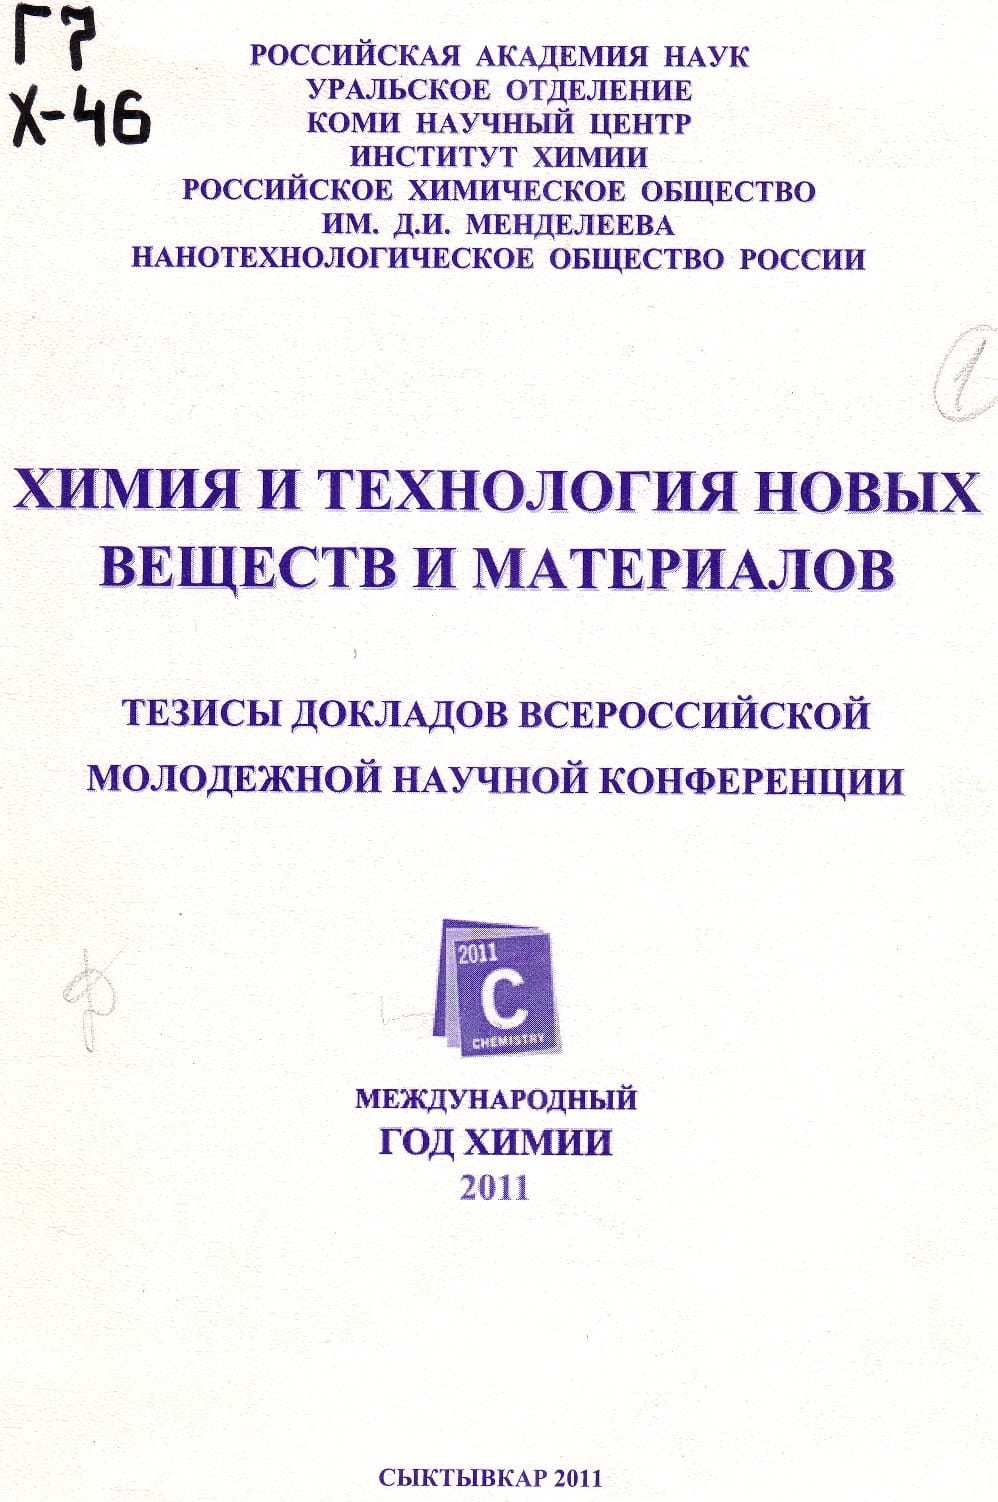 Г7
Х-46
РОССИЙСКАЯ АКАДЕМИЯ НАУК
УРАЛЬСКОЕ ОТДЕЛЕНИЕ
КОМИ НАУЧНЫЙ ЦЕНТР
ИНСТИТУТ ХИМИИ
РОССИЙСКОЕ ХИМИЧЕСКОЕ ОБЩЕСТВО
ИМ. Д.И. МЕНДЕЛЕЕВА
НАНОТЕХНОЛОГИЧЕСКОЕ ОБЩЕСТВО РОССИИ
1
ХИМИЯ И ТЕХНОЛОГИЯ НОВЫХ
ВЕЩЕСТВ И МАТЕРИАЛОВ
ТЕЗИСЫ ДОКЛАДОВ ВСЕРОССИЙСКОЙ
МОЛОДЕЖНОЙ НАУЧНОЙ КОНФЕРЕНЦИИ
2011
C
CHEMISTRY
МЕЖДУНАРОДНЫЙ
ГОД ХИМИИ
2011
СЫКТЫВКАР 2011